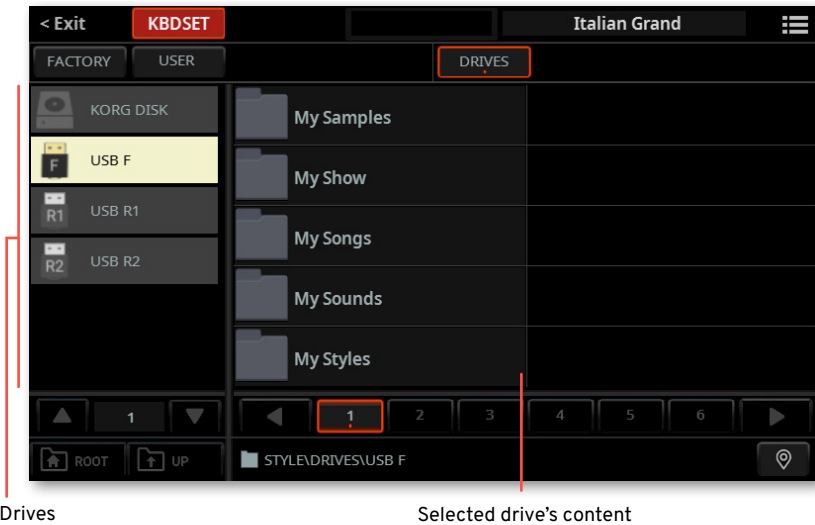 < Exit KBDSET Italian Grand
FACTORY USER DRIVES
KORG DISK
F USB F
R1 USB R1
R2 USB R2
My Samples
My Show
My Songs
My Sounds
My Styles
1 1 2 3 4 5 6
ROOT UP STYLE\DRIVES\USB F
Drives Selected drive's content